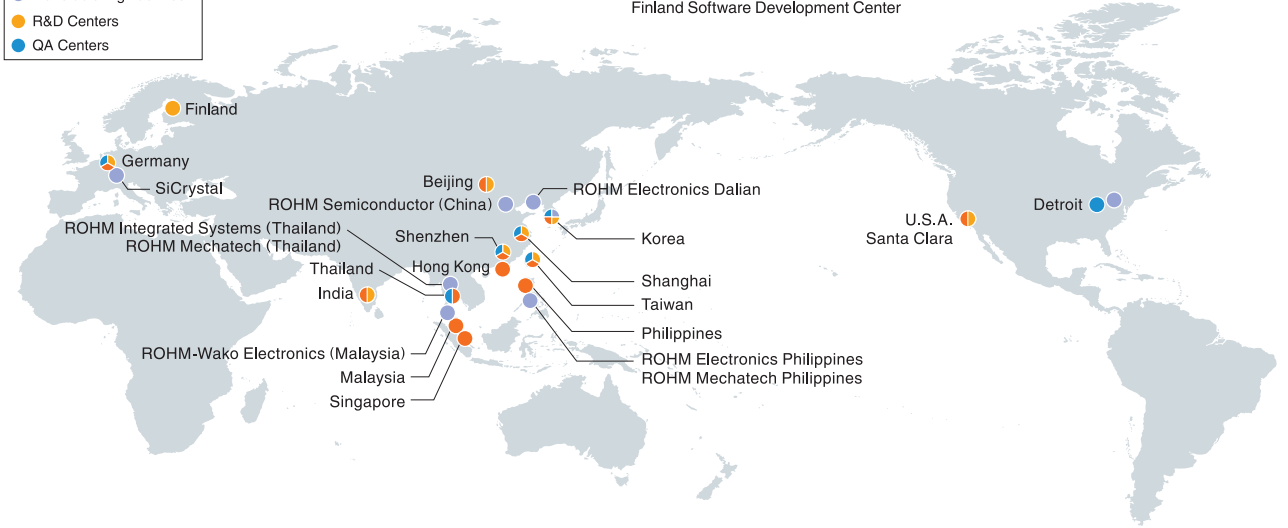 R&D Centers
QA Centers
Finland Software Development Center
Finland
Germany
SiCrystal
Beijing
ROHM Electronics Dalian
ROHM Semiconductor (China)
ROHM Integrated Systems (Thailand)
ROHM Mechatech (Thailand)
Shenzhen
Korea
Hong Kong
Thailand
India
Shanghai
Taiwan
Philippines
ROHM-Wako Electronics (Malaysia)
ROHM Electronics Philippines
ROHM Mechatech Philippines
Malaysia
Singapore
Detroit
U.S.A.
Santa Clara